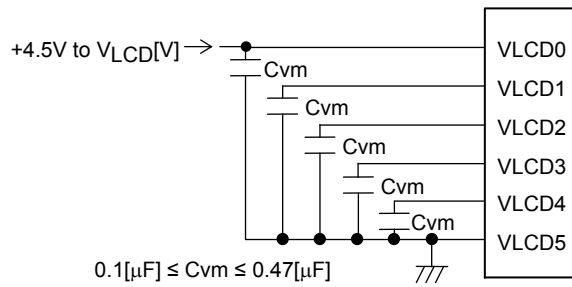 +4.5V to VLCD[V]
VLCD0
Cvm
VLCD1
Cvm
VLCD2
Cvm
VLCD3
Cvm
VLCD4
Cvm
VLCD5
0.1[μF] ≤ Cvm ≤ 0.47[μF]